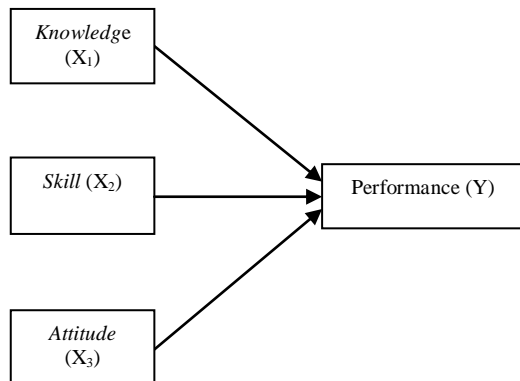 Knowledge
(X₁)
Skill (X₂)
Performance (Y)
Attitude
(X₃)